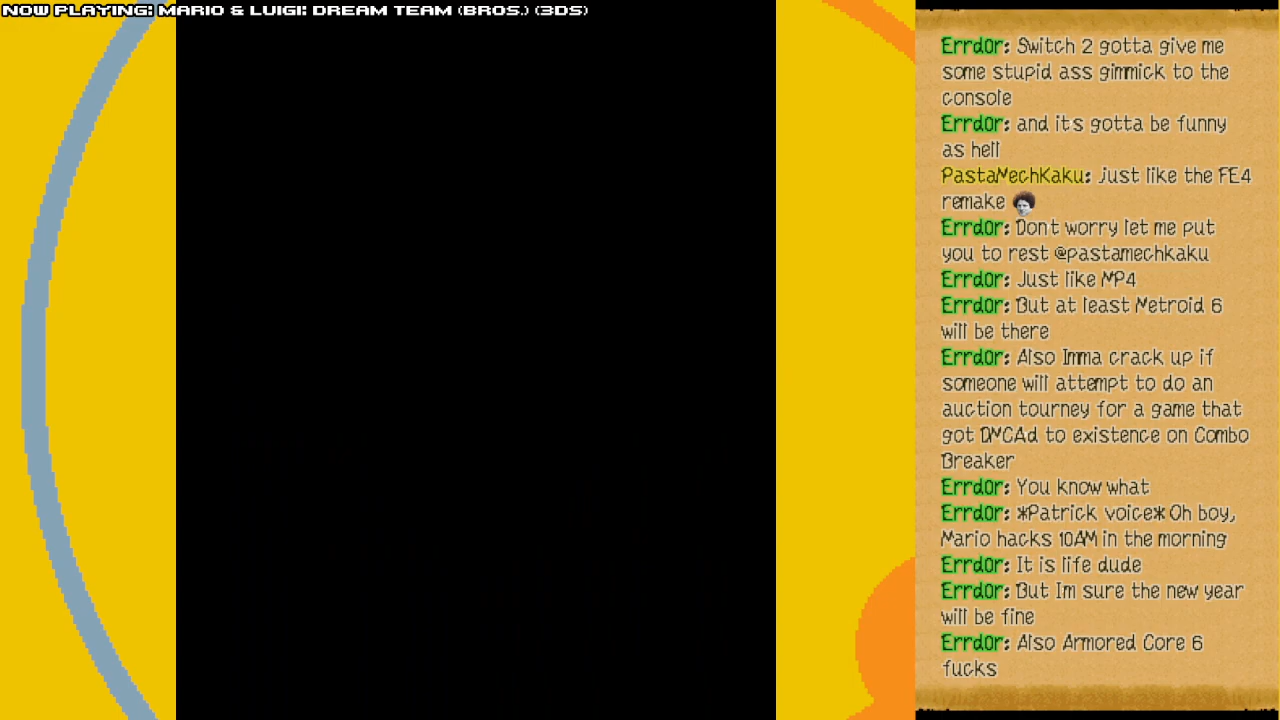 NOW PLAYING: MARIO & LUIGI: DREAM TEAM (BROS.) (3DS)
Errd0r: Switch 2 gotta give me
some stupid ass gimmick to the
console
Errd0r: and it's gotta be funny
as hell
PastaMechKaku: Just like the FE4
remake
Errd0r: Dont worry let me put
you to rest @pastamechkaku
Errd0r: Just like MP4
Errd0r: But at least Metroid 6
will be there
Errd0r: Also Imma crack up if
someone will attempt to do an
auction tourney for a game that
got DMCAd to existence on Combo
Breaker
Errd0r: You know what
Errd0r: *Patrick voice* Oh boy,
Mario hacks 10AM in the morning
Errd0r: It is life dude
Errd0r: But Im sure the new year
will be fine
Errd0r: Also Armored Core 6
fucks